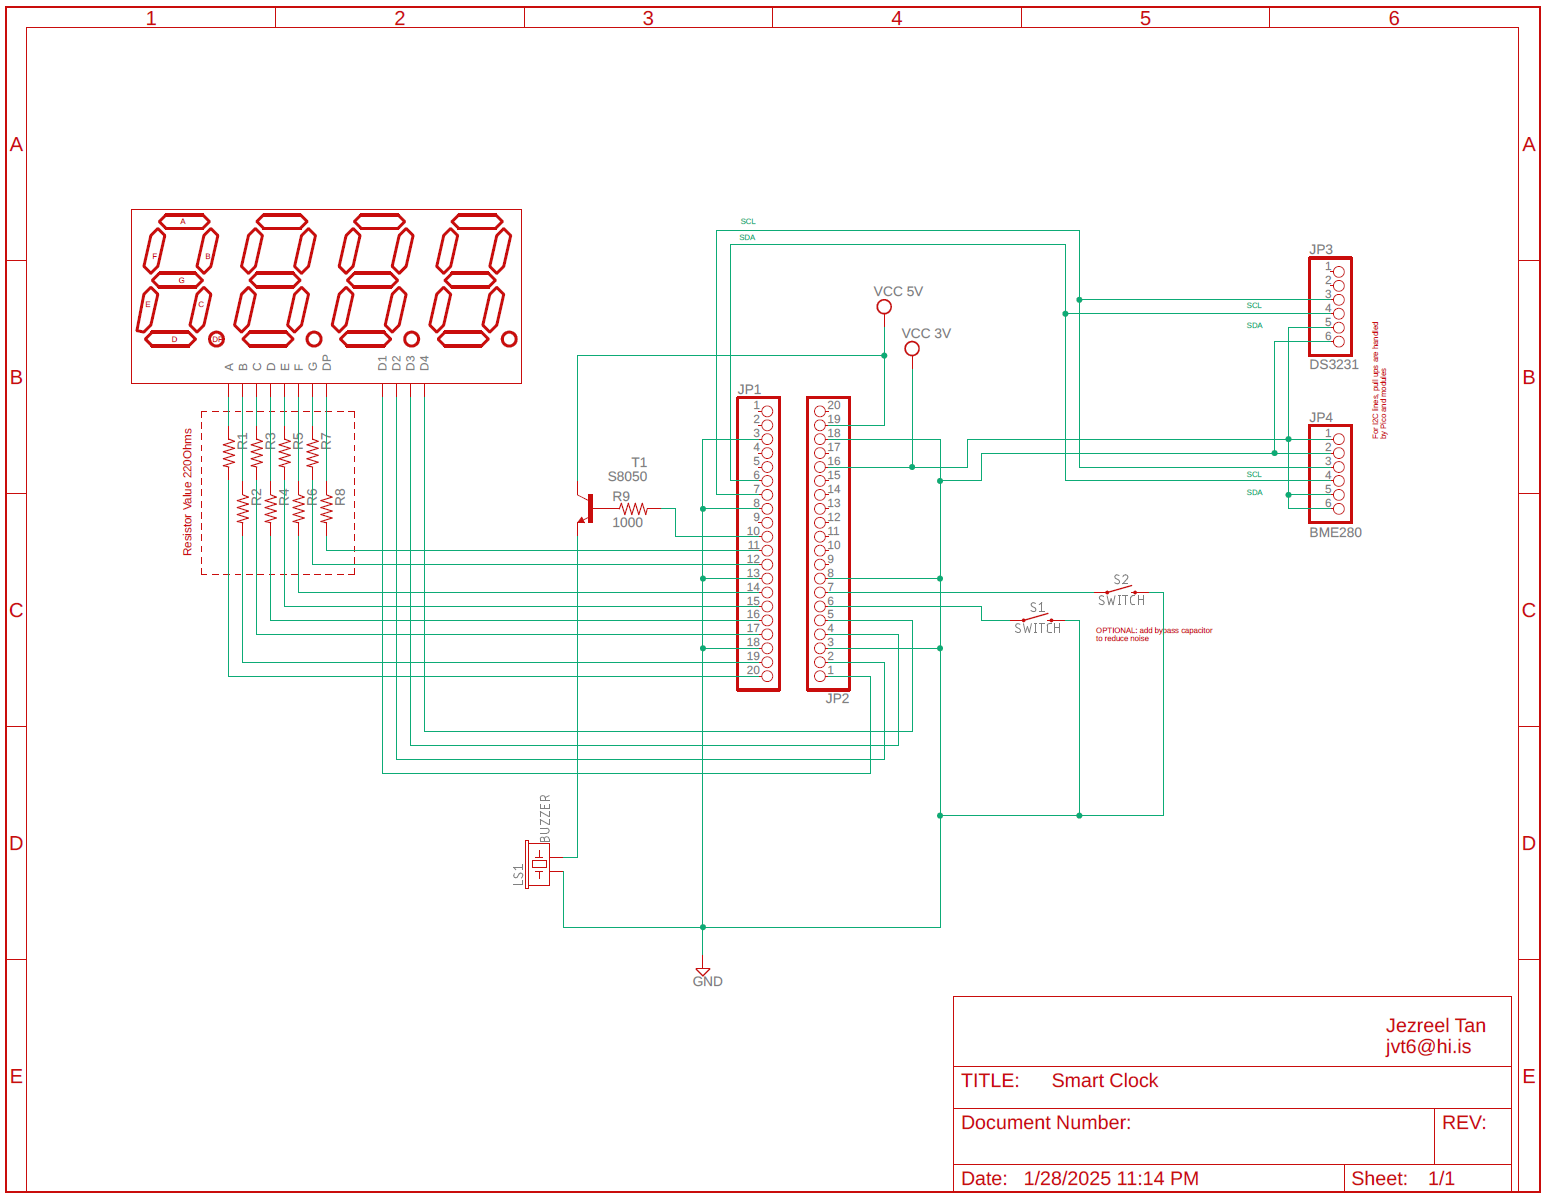 1 2 3 4 5 6
A A
B B
C C
D D
E E
A
F B
G
E C
D DP
A B C D E F G DP D1 D2 D3 D4
Resistor Value 220Ohms
R1 R3 R5 R7
R2 R4 R6 R8
T1
S8050
R9
1000
SCL
SDA
VCC 5V
VCC 3V
JP1
1
2
3
4
5
6
7
8
9
10
11
12
13
14
15
16
17
18
19
20
20
19
18
17
16
15
14
13
12
11
10
9
8
7
6
5
4
3
2
1
JP2
JP3
1
2
3
4
5
6
SCL
SDA
DS3231
For I2C lines, pull ups are handled
by Pico and modules
JP4
1
2
3
4
5
6
SCL
SDA
BME280
S2
SWITCH
S1
SWITCH
OPTIONAL: add bypass capacitor
to reduce noise
BUZZER
LS1
GND
Jezreel Tan
jvt6@hi.is
TITLE: Smart Clock
Document Number:
REV:
Date: 1/28/2025 11:14 PM
Sheet: 1/1